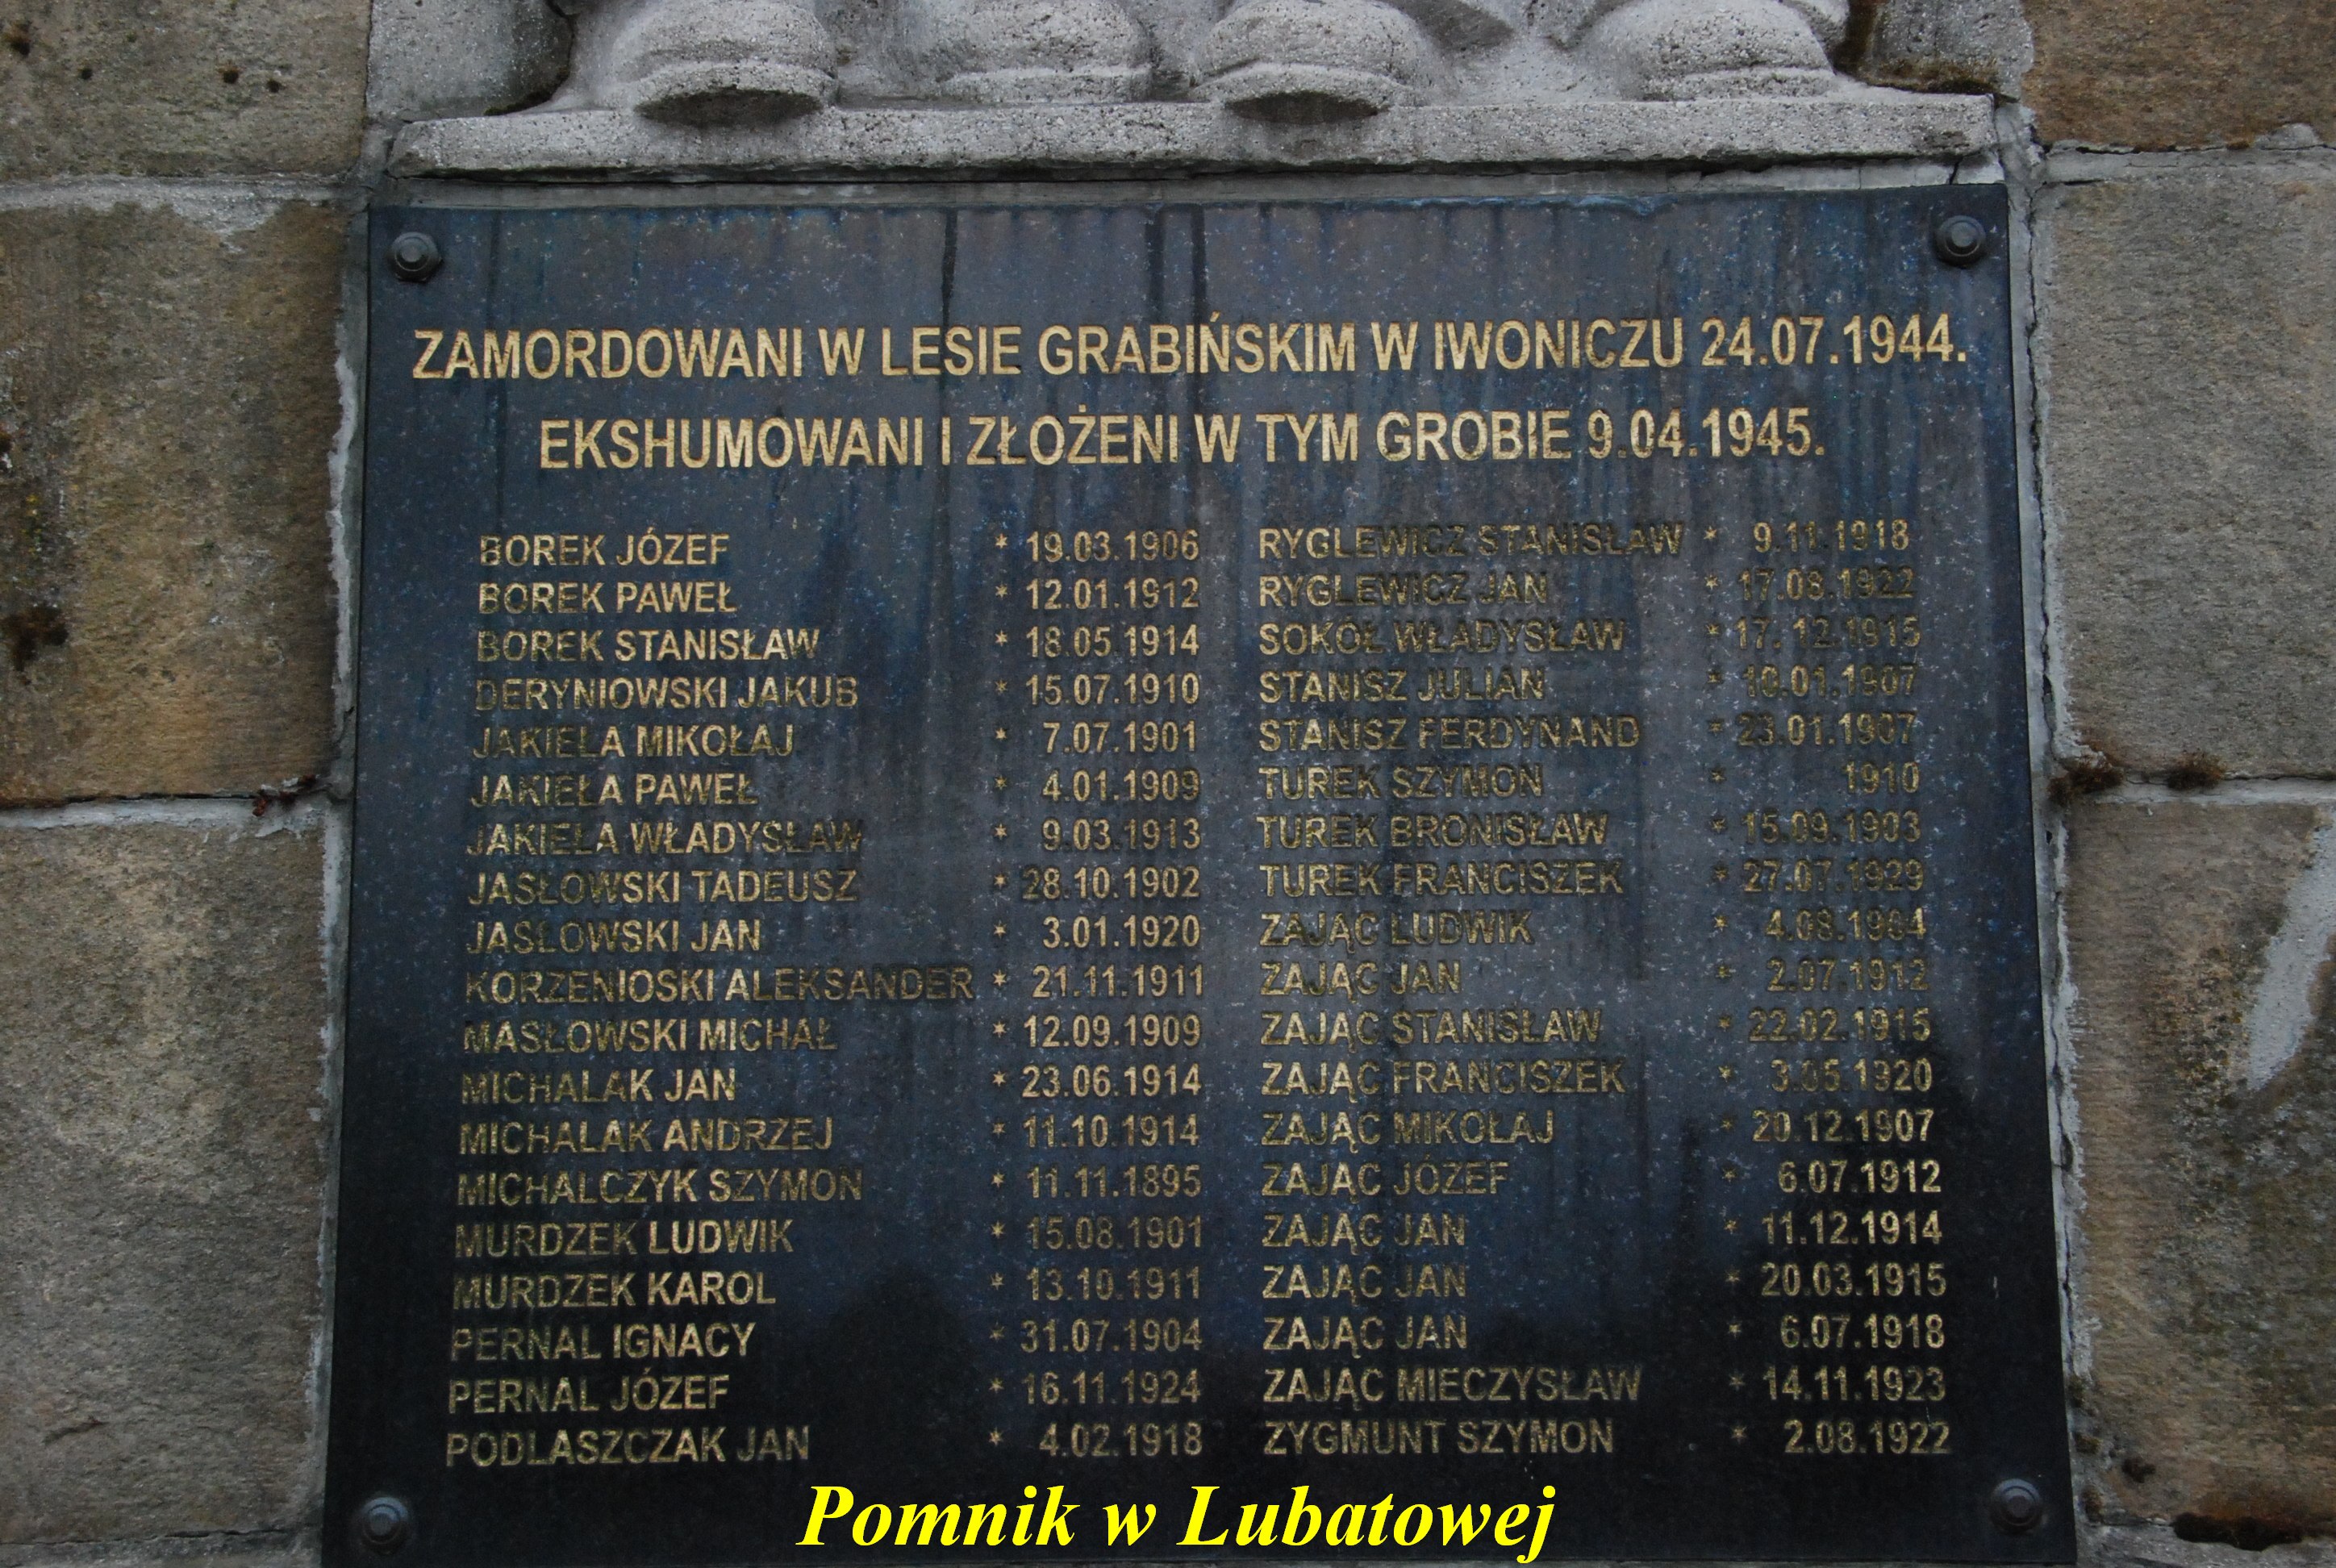 ZAMORDOWANI W LESIE GRABIŃSKIM W IWONICZU 24.07.1944.
EKSHUMOWANI I ZŁOŻENI W TYM GROBIE 9.04.1945.
BOREK JÓZEF * 19.03.1906
BOREK PAWEŁ * 12.01.1912
BOREK STANISŁAW * 18.05.1914
DERYNIOWSKI JAKUB * 15.07.1910
JAKIEŁA MIKOŁAJ * 7.07.1901
JAKIEŁA PAWEŁ * 4.01.1909
JAKIEŁA WŁADYSŁAW * 9.03.1913
JASŁOWSKI TADEUSZ * 28.10.1902
JASŁOWSKI JAN * 3.01.1920
KORZENIOSKI ALEKSANDER * 21.11.1911
MASŁOWSKI MICHAŁ * 12.09.1909
MICHALAK JAN * 23.06.1914
MICHALAK ANDRZEJ * 11.10.1914
MICHALCZYK SZYMON * 11.11.1895
MURDZEK LUDWIK * 15.08.1901
MURDZEK KAROL * 13.10.1911
PERNAL IGNACY * 31.07.1904
PERNAL JÓZEF * 16.11.1924
PODLASZCZAK JAN * 4.02.1918
RYGLEWICZ STANISŁAW * 9.11.1918
RYGLEWICZ JAN * 17.08.1922
SOKÓŁ WŁADYSŁAW * 17.12.1915
STANISZ JULIAN * 10.01.1907
STANISZ FERDYNAND * 23.01.1907
TUREK SZYMON * 1910
TUREK BRONISŁAW * 15.09.1903
TUREK FRANCISZEK * 27.07.1929
ZAJĄC LUDWIK * 4.08.1904
ZAJĄC JAN * 2.07.1912
ZAJĄC STANISŁAW * 22.02.1915
ZAJĄC FRANCISZEK * 3.05.1920
ZAJĄC MIKOŁAJ * 20.12.1907
ZAJĄC JÓZEF * 6.07.1912
ZAJĄC JAN * 11.12.1914
ZAJĄC JAN * 20.03.1915
ZAJĄC JAN * 6.07.1918
ZAJĄC MIECZYSŁAW * 14.11.1923
ZYGMUNT SZYMON * 2.08.1922
Pomnik w Lubatowej